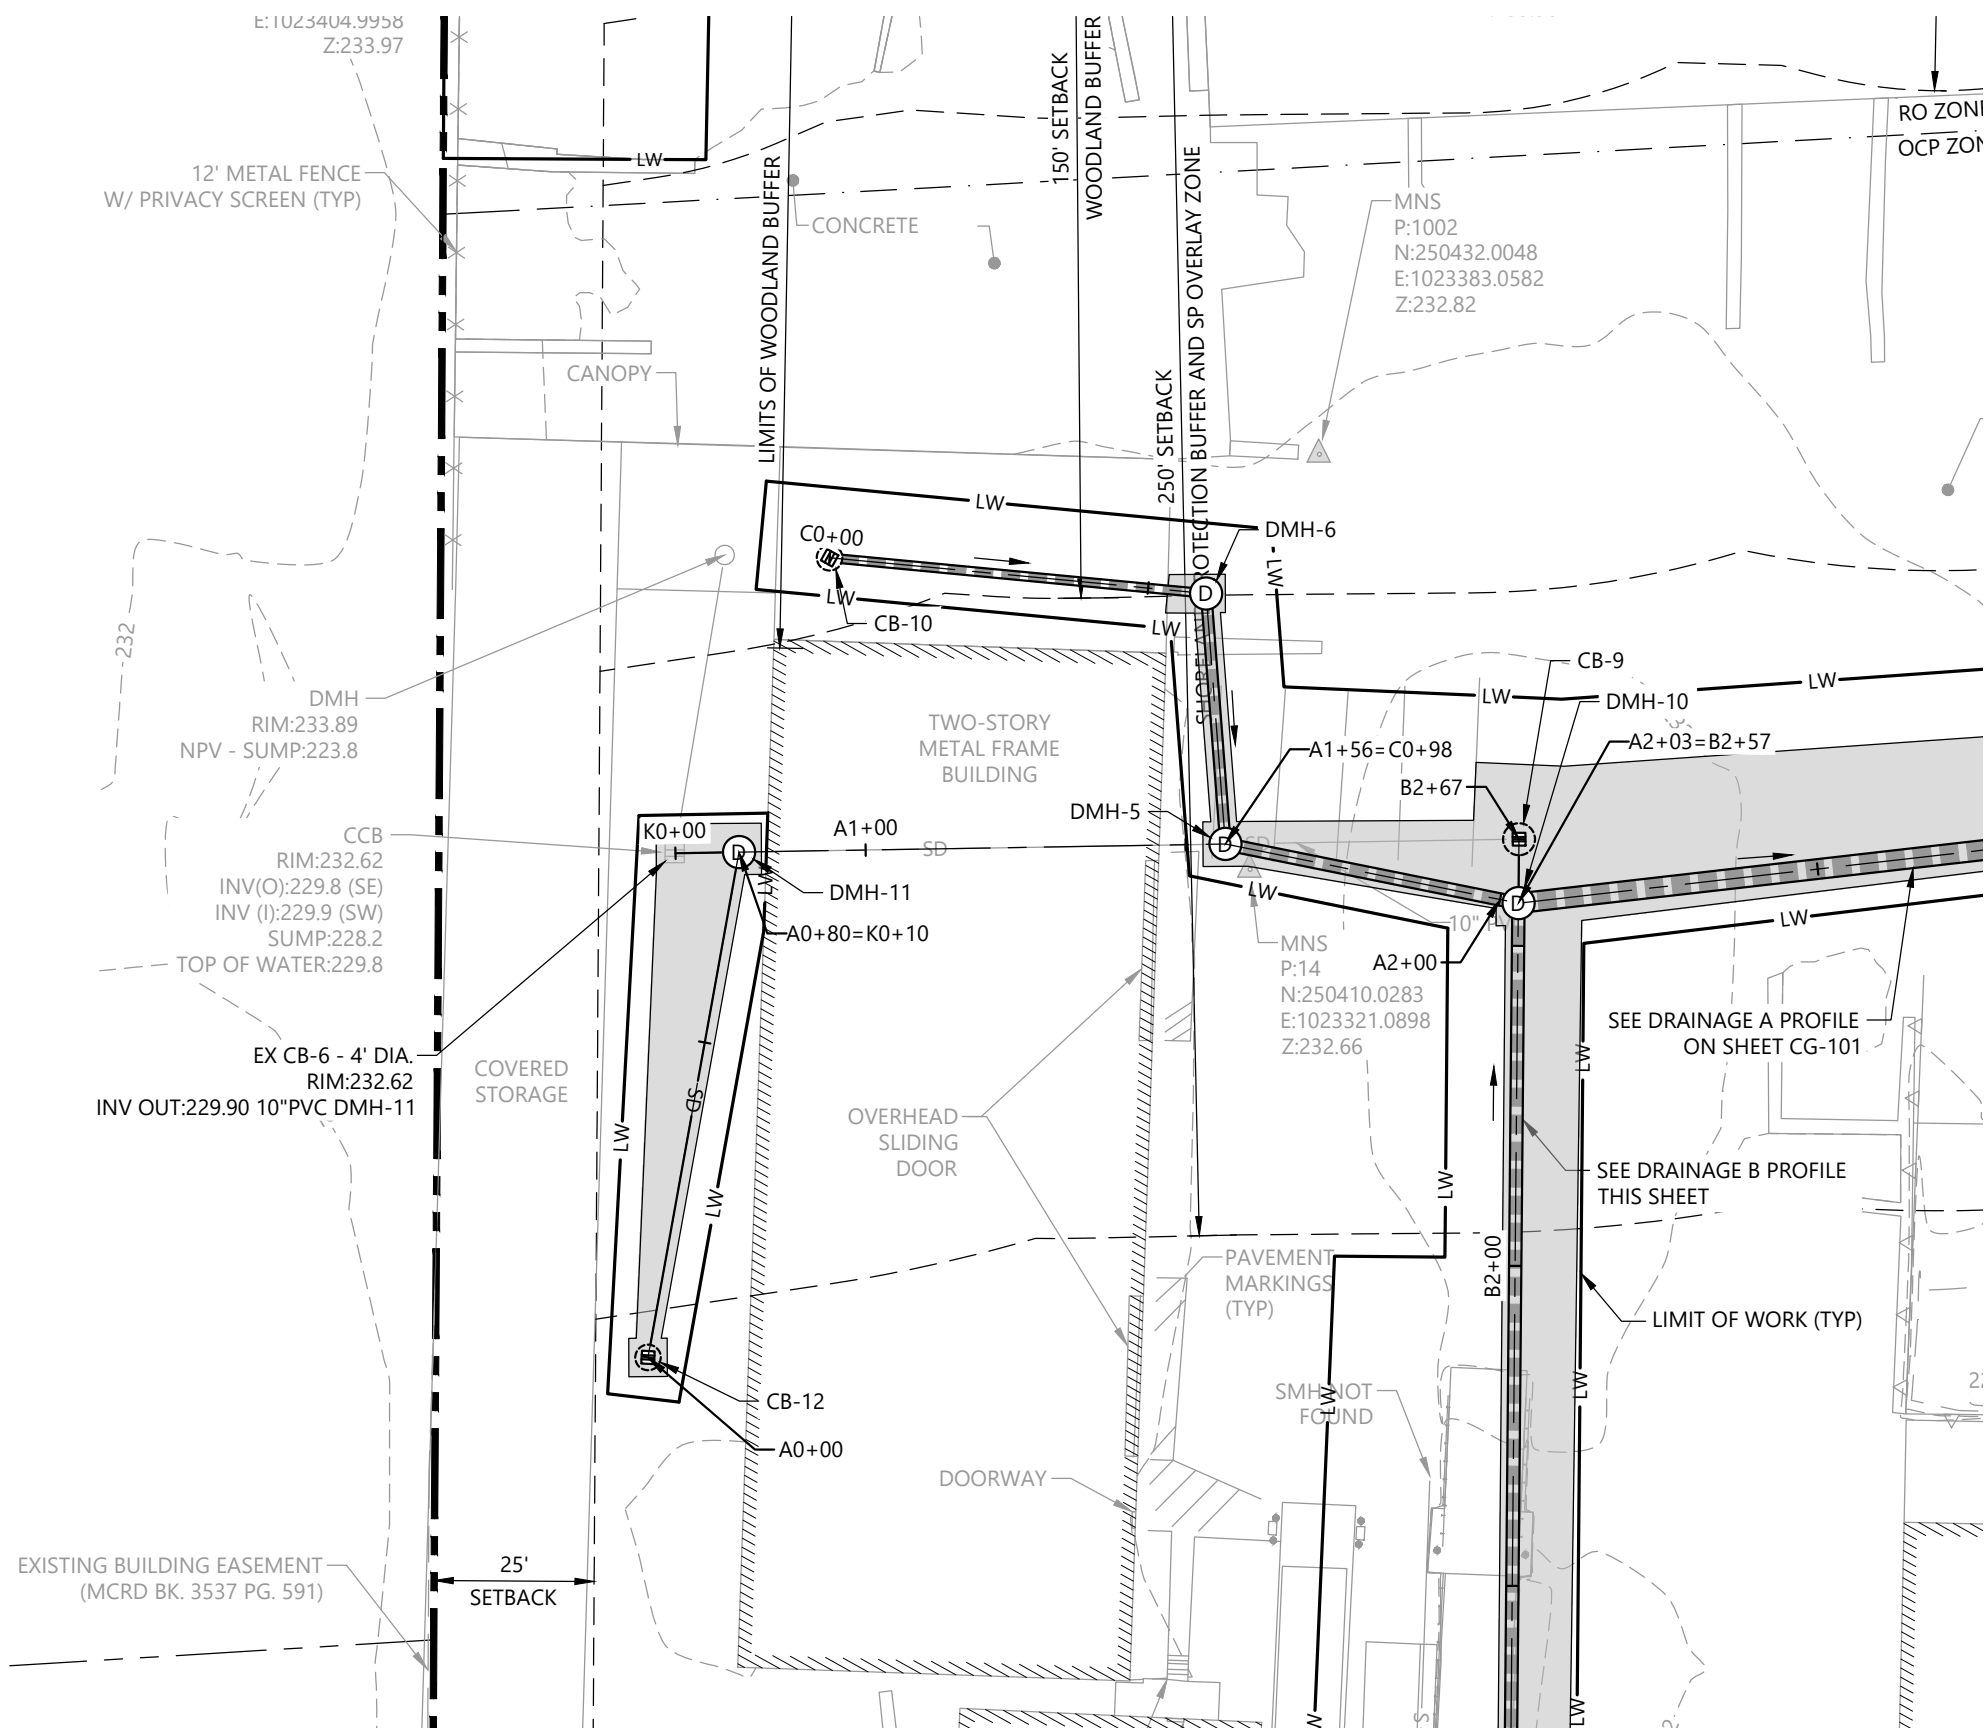 E:1023404.9958
Z:233.97
12' METAL FENCE
W/ PRIVACY SCREEN (TYP)
LW
LIMITS OF WOODLAND BUFFER
CONCRETE
150' SETBACK
WOODLAND BUFFER
250' SETBACK
SHORELAND PROTECTION BUFFER AND SP OVERLAY ZONE
MNS
P:1002
N:250432.0048
E:1023383.0582
Z:232.82
RO ZONE
OCP ZON
CANOPY
LW
C0+00
DMH-6
LW
LW
CB-10
LW
232
DMH
RIM:233.89
NPV - SUMP:223.8
TWO-STORY
METAL FRAME
BUILDING
CB-9
LW
LW
DMH-10
A2+03=B2+57
A1+56=C0+98
B2+67
DMH-5
CCB
RIM:232.62
INV(O):229.8 (SE)
INV (I):229.9 (SW)
SUMP:228.2
TOP OF WATER:229.8
K0+00
A1+00
SD
SD
D
D
D
D
DMH-11
LW
LW
A0+80=K0+10
10" PV
LW
A2+00
MNS
P:14
N:250410.0283
E:1023321.0898
Z:232.66
SEE DRAINAGE A PROFILE
ON SHEET CG-101
EX CB-6 - 4' DIA.
RIM:232.62
INV OUT:229.90 10"PVC DMH-11
COVERED
STORAGE
SD
LW
LW
OVERHEAD
SLIDING
DOOR
LW
LW
SEE DRAINAGE B PROFILE
THIS SHEET
B2+00
PAVEMENT
MARKINGS
(TYP)
LIMIT OF WORK (TYP)
CB-12
A0+00
SMH NOT
FOUND
LW
LW
22
DOORWAY
EXISTING BUILDING EASEMENT
(MCRD BK. 3537 PG. 591)
25'
SETBACK
LW
S
LW
2